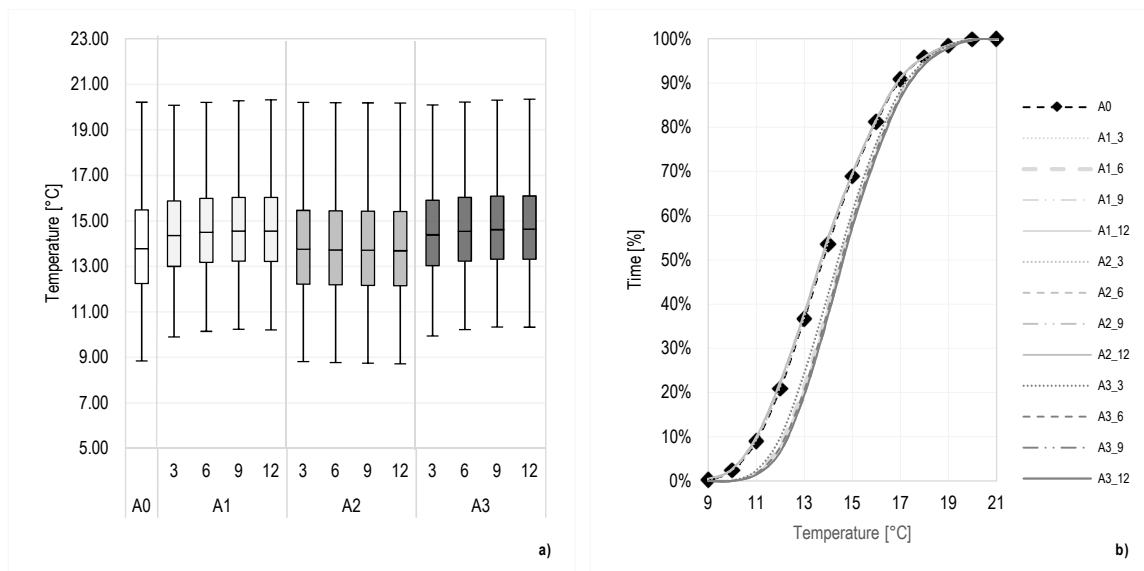 Temperature [°C]
23.00
21.00
19.00
17.00
15.00
13.00
11.00
9.00
7.00
5.00
3 6 9 12 3 6 9 12 3 6 9 12
A0 A1 A2 A3
a)
Time [%]
100%
90%
80%
70%
60%
50%
40%
30%
20%
10%
0%
9 11 13 15 17 19 21
Temperature [°C]
A0
A1_3
A1_6
A1_9
A1_12
A2_3
A2_6
A2_9
A2_12
A3_3
A3_6
A3_9
A3_12
b)